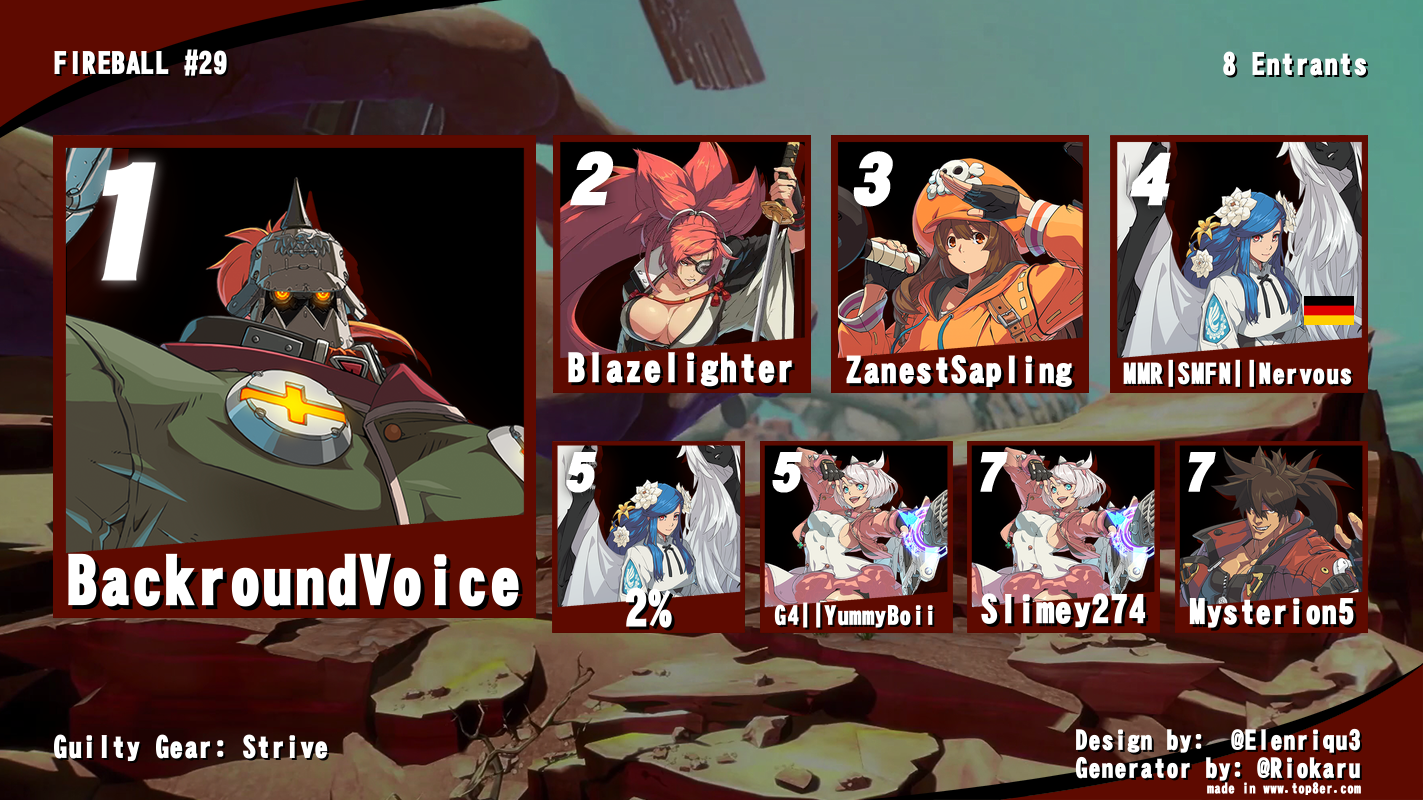 FIREBALL #29
8 Entrants
1
BackroundVoice
2
Blazelighter
3
ZanestSapling
4
MMR|SMFN||Nervous
5
2%
5
G4||YummyBoii
7
Slimey274
7
Mysterion5
Guilty Gear: Strive
Design by: @Elenriqu3
Generator by: @Riokaru
made in www.top8er.com